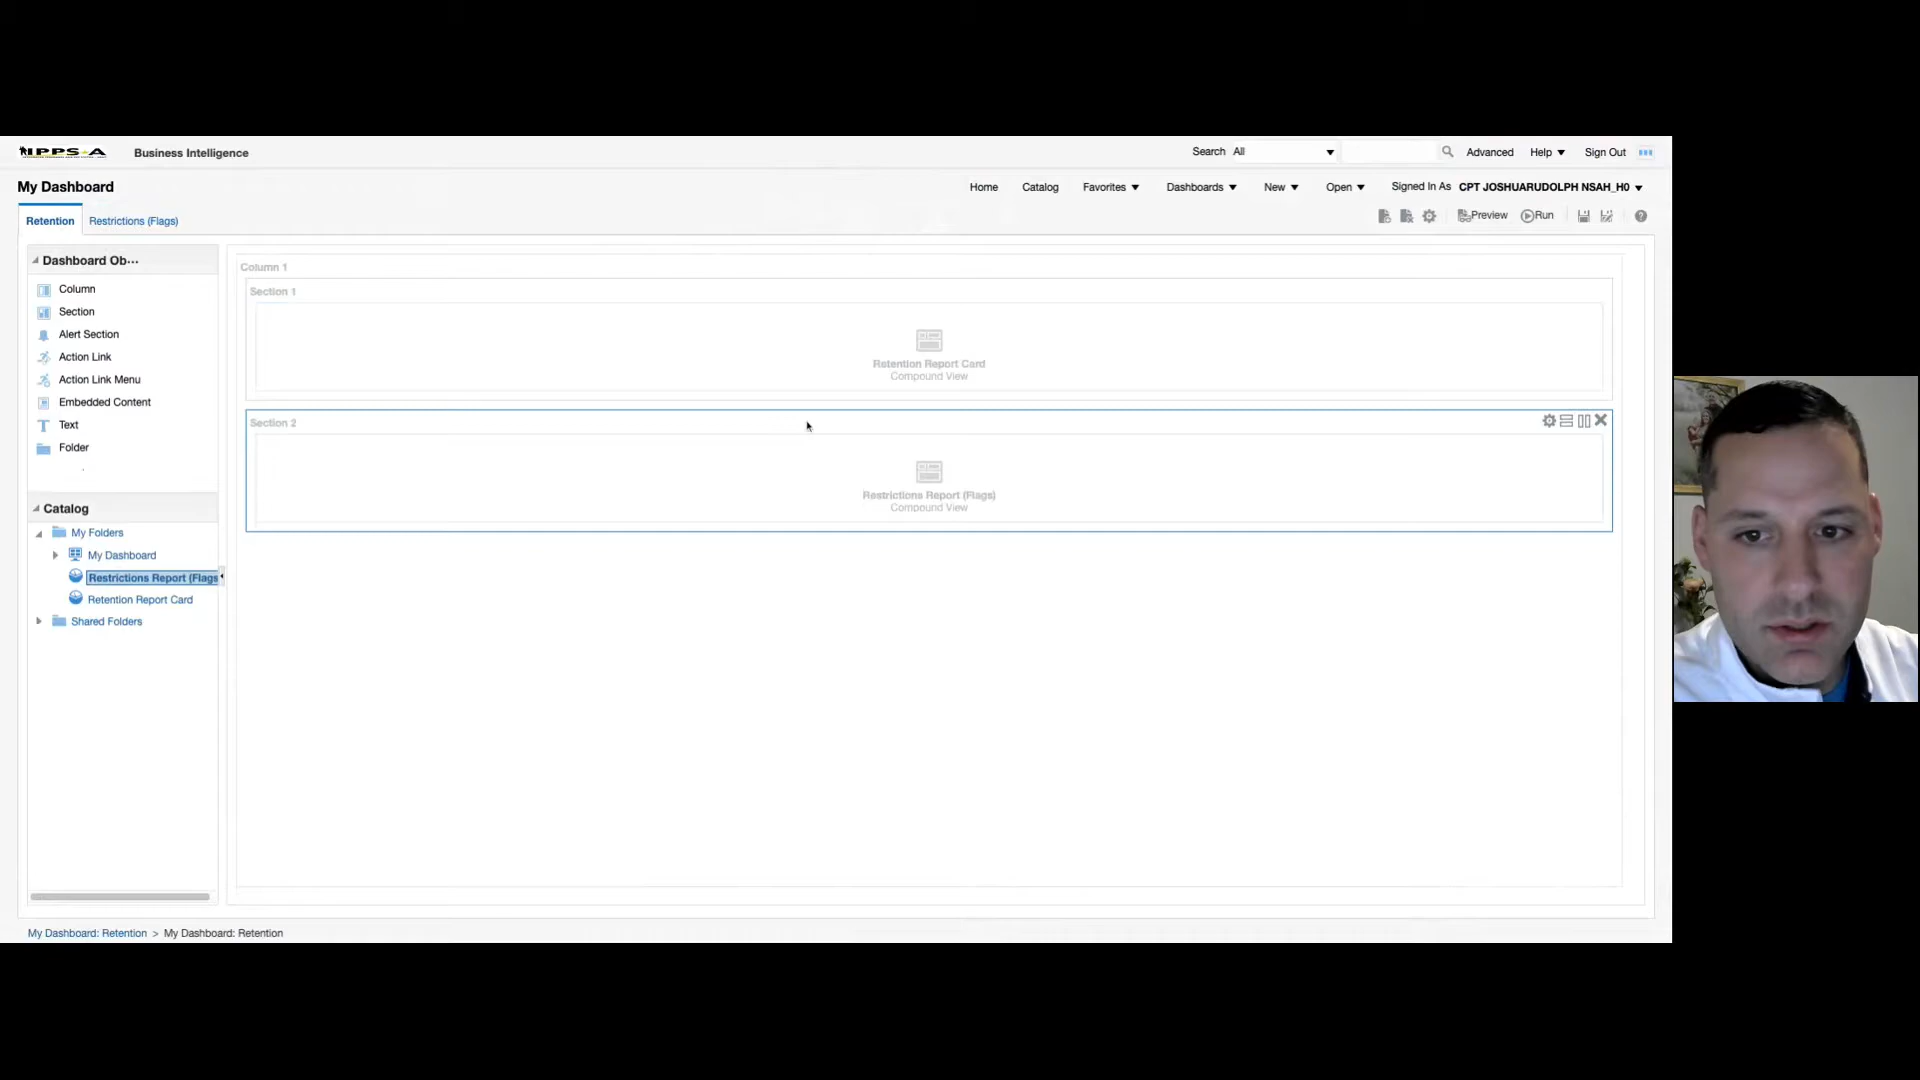 IPPS-A
Business Intelligence
Search All
Advanced
Help
Sign Out
My Dashboard
Home
Catalog
Favorites
Dashboards
New
Open
Signed In As CPT JOSHUARUDOLPH NSAH_H0
Retention
Restrictions (Flags)
Preview
Run
Dashboard Ob...
Column
Section
Alert Section
Action Link
Action Link Menu
Embedded Content
Text
Folder
Catalog
My Folders
My Dashboard
Restrictions Report (Flags
Retention Report Card
Shared Folders
Column 1
Section 1
Retention Report Card
Compound View
Section 2
Restrictions Report (Flags)
Compound View
My Dashboard: Retention > My Dashboard: Retention